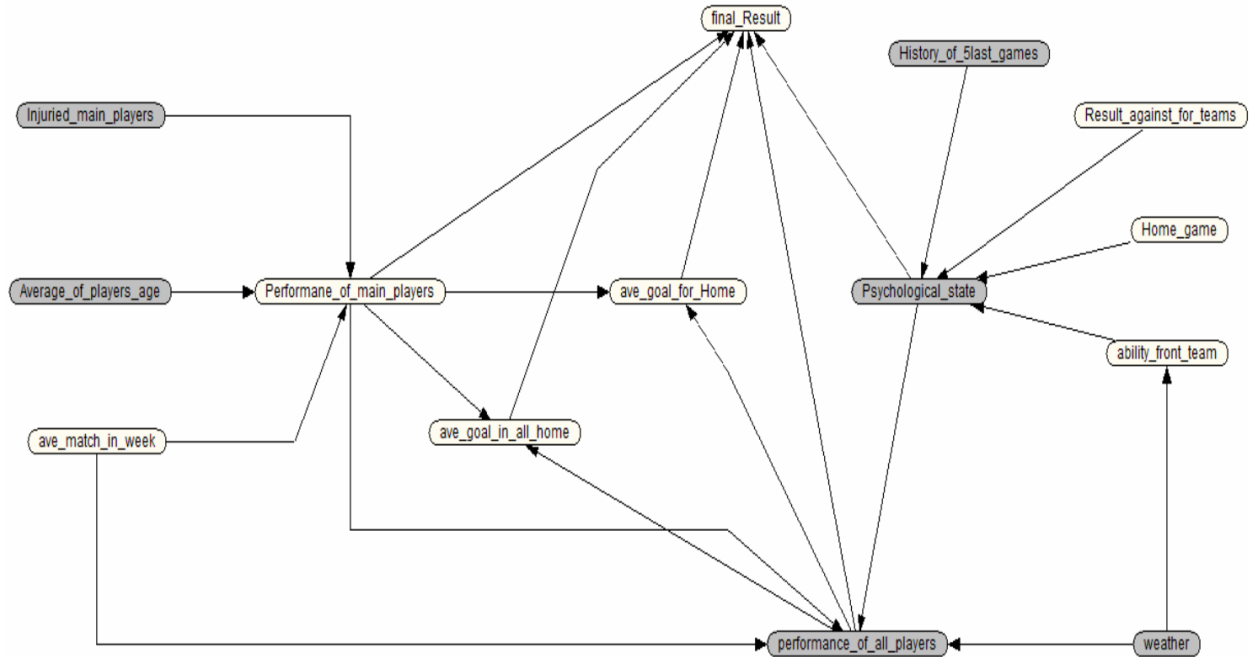 final_Result
History_of_5last_games
Injuried_main_players
Result_against_for_teams
Home_game
Average_of_players_age
Performane_of_main_players
ave_goal_for_Home
Psychological_state
ability_front_team
ave_match_in_week
ave_goal_in_all_home
performance_of_all_players
weather